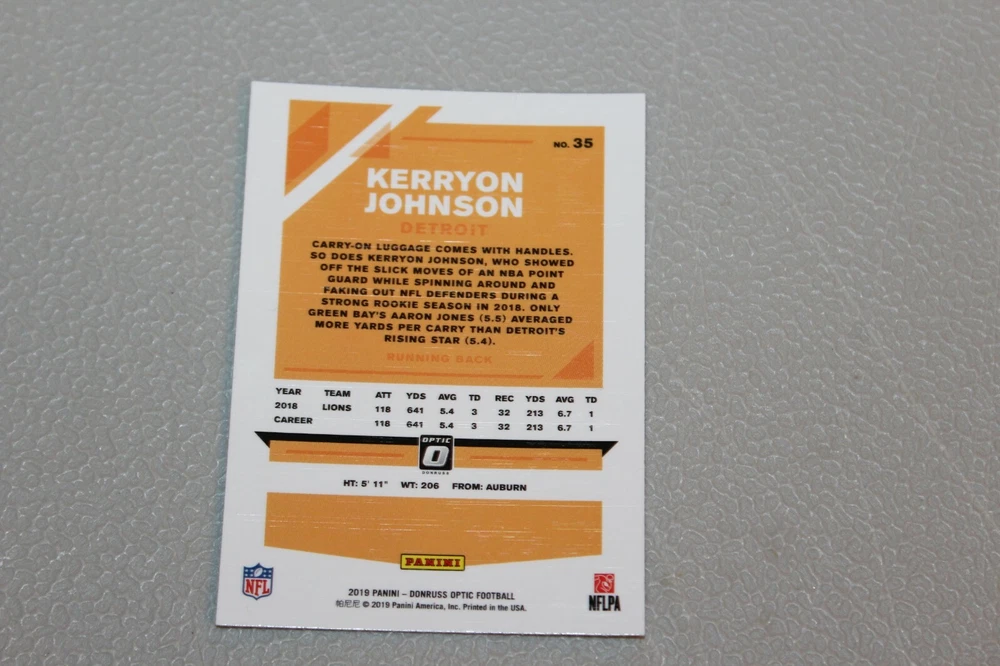 NO. 35
KERRYON
JOHNSON
DETROIT
CARRY-ON LUGGAGE COMES WITH HANDLES.
SO DOES KERRYON JOHNSON, WHO SHOWED
OFF THE SLICK MOVES OF AN NBA POINT
GUARD WHILE SPINNING AROUND AND
FAKING OUT NFL DEFENDERS DURING A
STRONG ROOKIE SEASON IN 2018. ONLY
GREEN BAY'S AARON JONES (5.5) AVERAGED
MORE YARDS PER CARRY THAN DETROIT'S
RISING STAR (5.4).
RUNNING BACK
YEAR TEAM ATT YDS AVG TD REC YDS AVG TD
2018 LIONS 118 641 5.4 3 32 213 6.7 1
CAREER 118 641 5.4 3 32 213 6.7 1
OPTIC
O
DONRUSS
HT: 5' 11" WT: 206 FROM: AUBURN
PANINI
NFL
2019 PANINI – DONRUSS OPTIC FOOTBALL
帕尼尼 © 2019 Panini America, Inc. Printed in the USA.
NFLPA